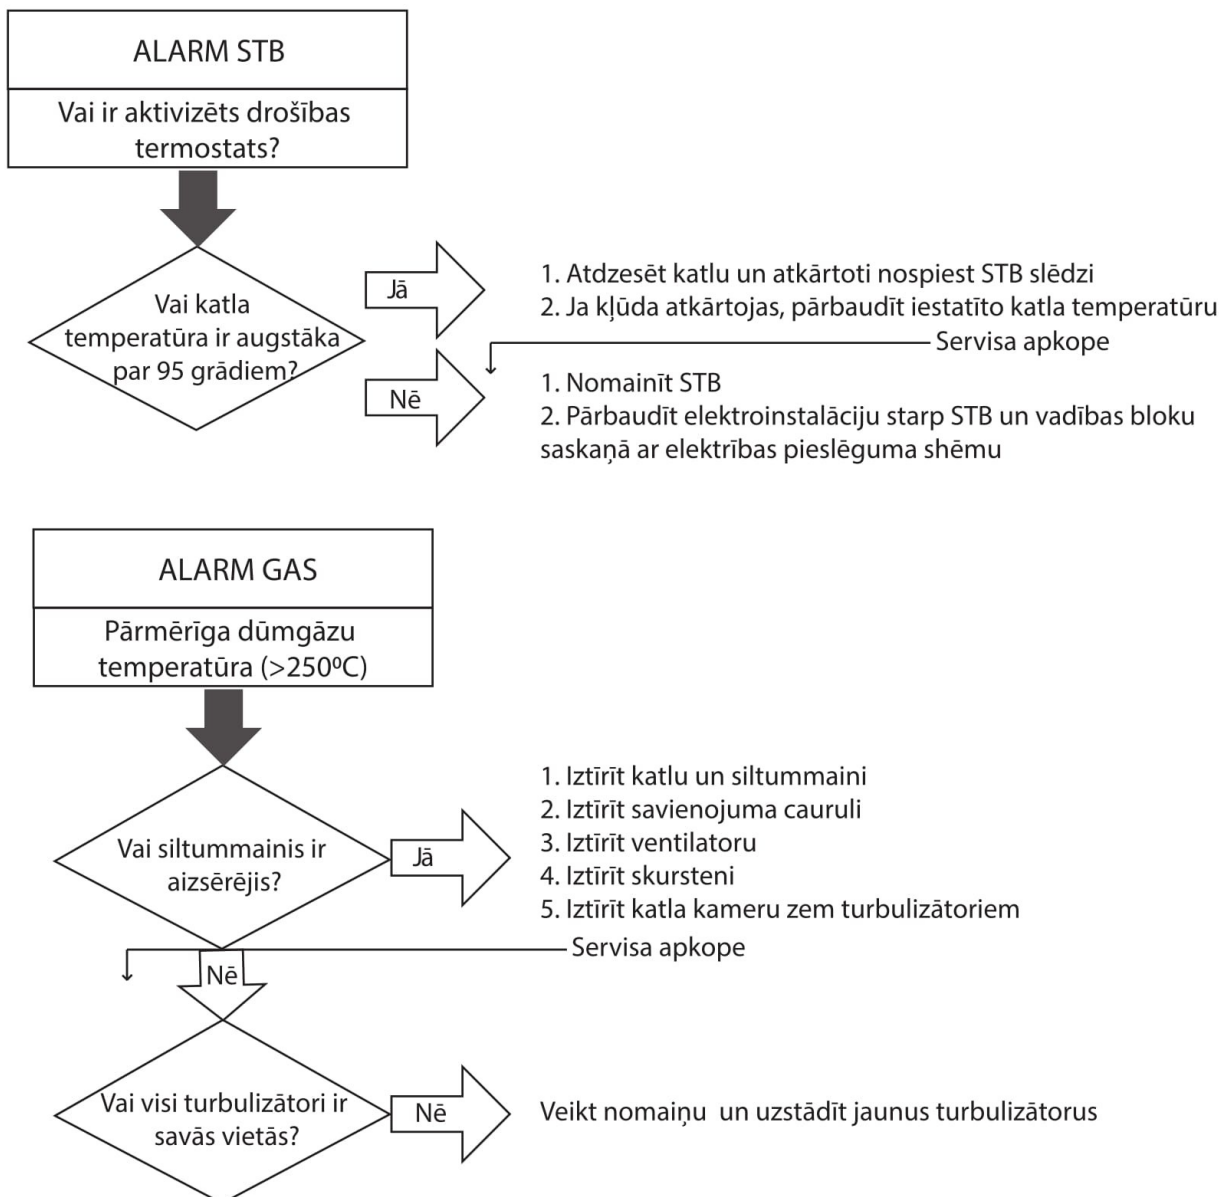 ALARM STB
Vai ir aktivizēts drošības
termostats?
Vai katla
temperatūra ir augstāka
par 95 grādiem?
Jā
1. Atdzesēt katlu un atkārtoti nospiest STB slēdzi
2. Ja kļūda atkārtojas, pārbaudīt iestatīto katla temperatūru
Servisa apkope
Nē
1. Nomainīt STB
2. Pārbaudīt elektroinstalāciju starp STB un vadības bloku
saskaņā ar elektrības pieslēguma shēmu
ALARM GAS
Pārmērīga dūmgāzu
temperatūra (>250⁰C)
Vai siltummainis ir
aizsērējis?
Jā
1. Iztīrīt katlu un siltummaini
2. Iztīrīt savienojuma cauruli
3. Iztīrīt ventilatoru
4. Iztīrīt skursteni
5. Iztīrīt katla kameru zem turbulizātoriem
Servisa apkope
Nē
Vai visi turbulizātori ir
savās vietās?
Nē
Veikt nomaiņu un uzstādīt jaunus turbulizātorus